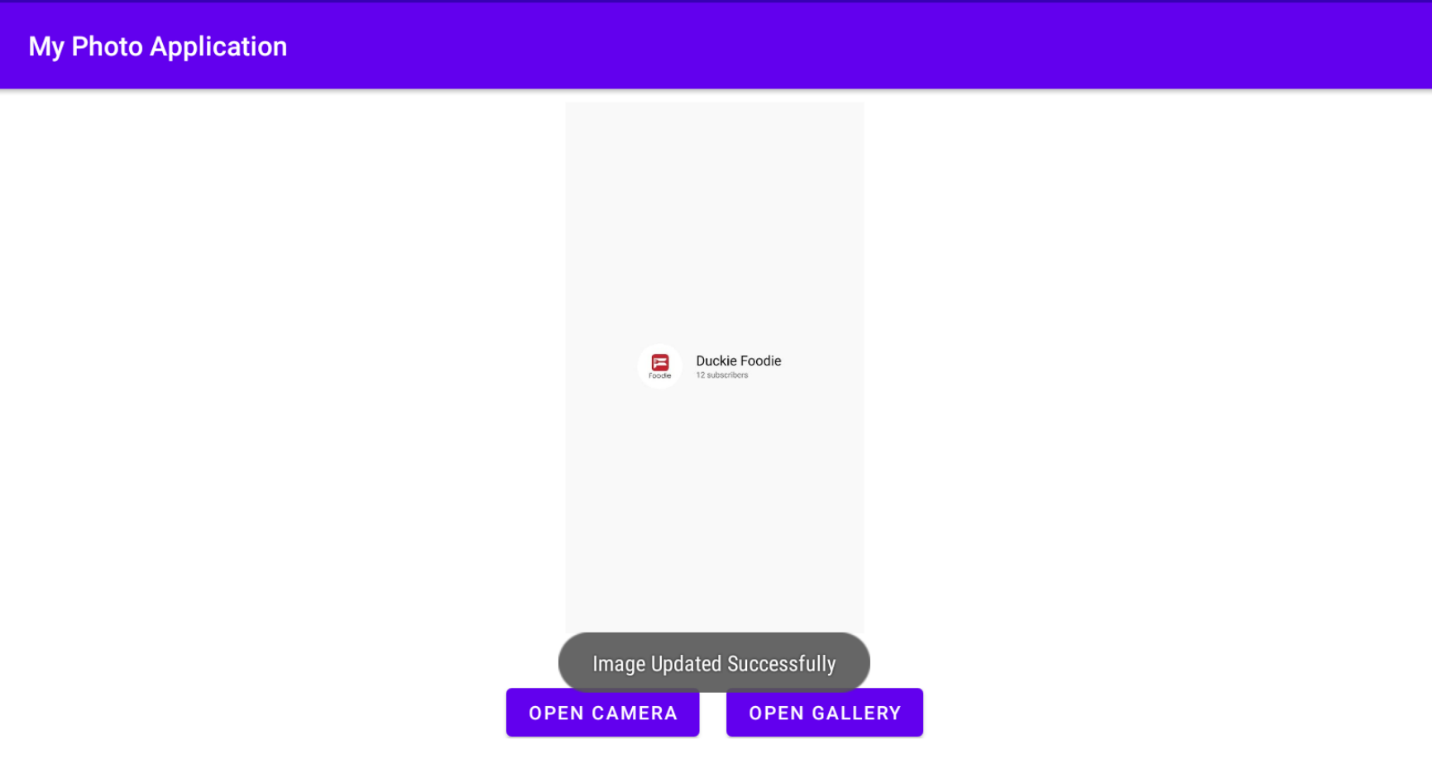 My Photo Application
Foodie
Duckie Foodie
12 subscribers
Image Updated Successfully
OPEN CAMERA
OPEN GALLERY